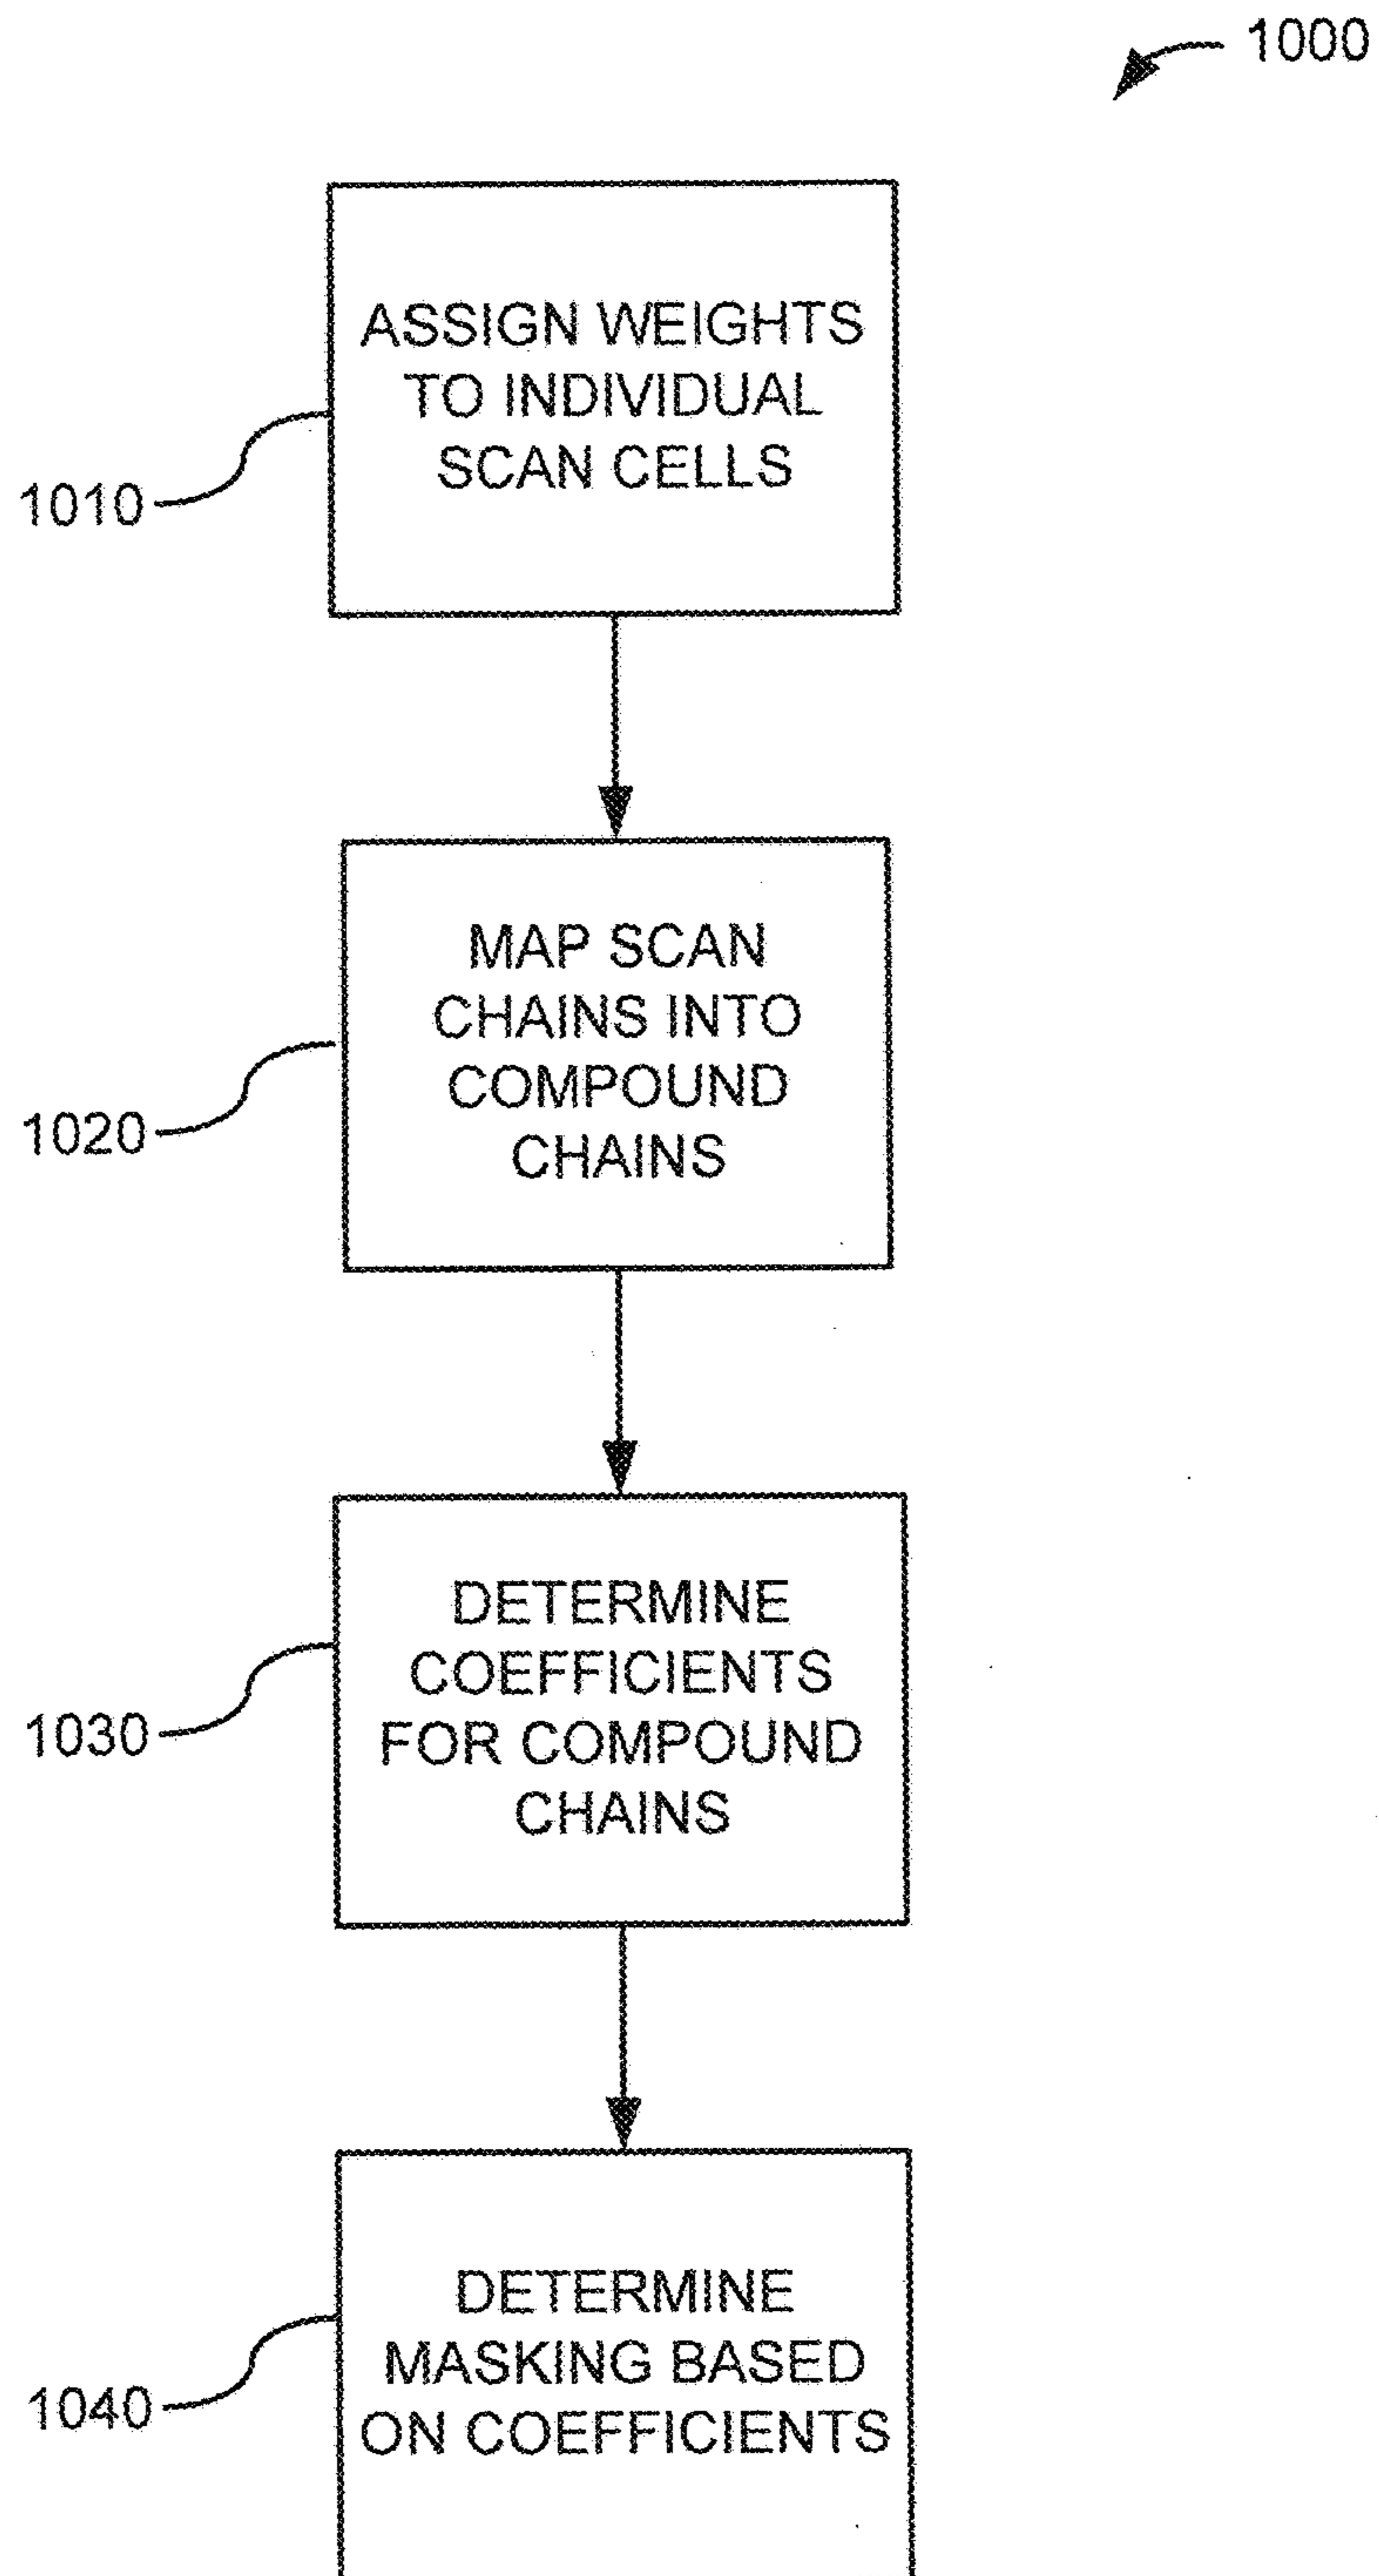 1000
ASSIGN WEIGHTS
TO INDIVIDUAL
SCAN CELLS
1010
MAP SCAN
CHAINS INTO
COMPOUND
CHAINS
1020
DETERMINE
COEFFICIENTS
FOR COMPOUND
CHAINS
1030
DETERMINE
MASKING BASED
ON COEFFICIENTS
1040